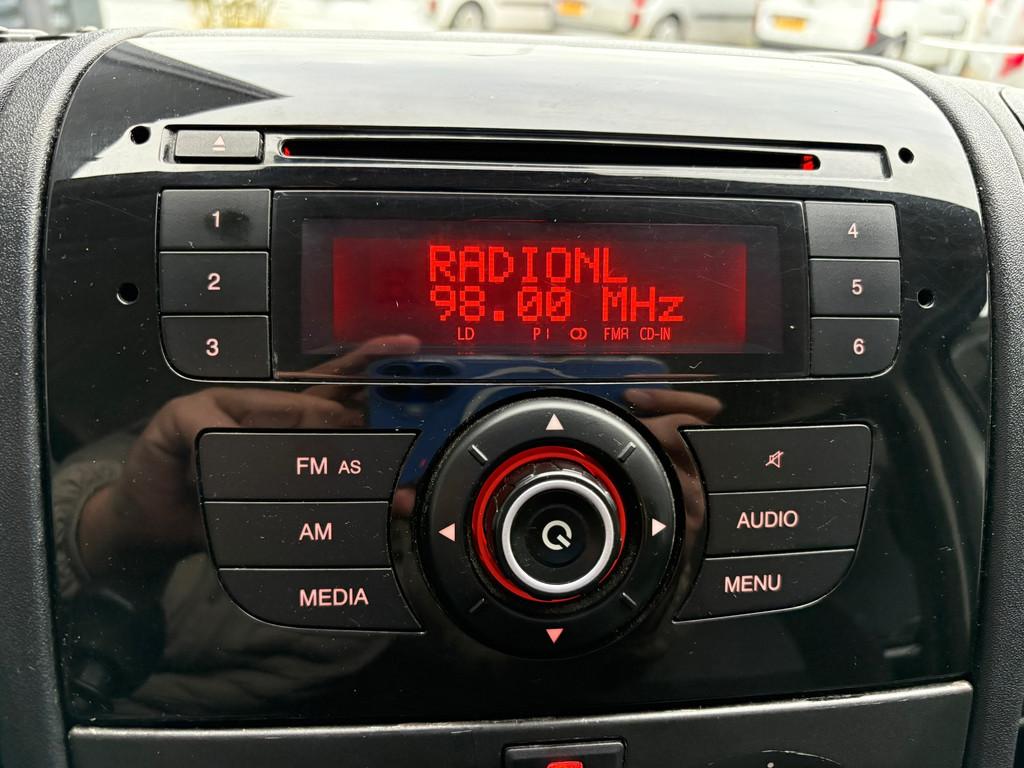 1
2
3
RADIONL
98.00 MHz
LD PI FMA CD-IN
4
5
6
FM AS
AM
MEDIA
AUDIO
MENU